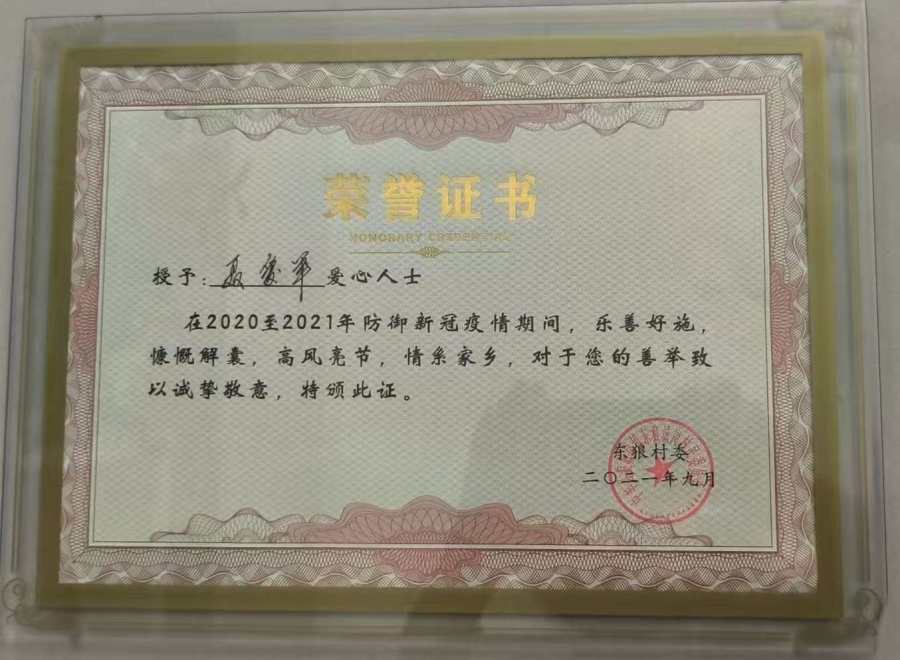 荣誉证书
HONORARY CREDENTIAL
授予:聂爱军爱心人士
在2020至2021年防御新冠疫情期间，乐善好施，
慷慨解囊，高风亮节，情系家乡，对于您的善举致
以诚挚敬意，特颁此证。
东狼村委
二〇二一年九月